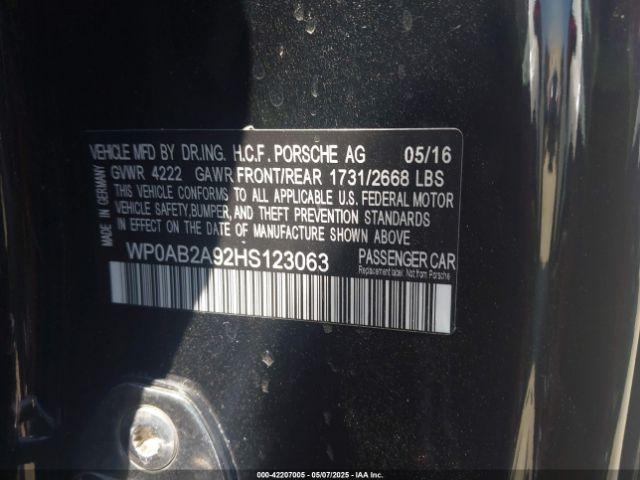 VEHICLE MFD BY DR.ING. H.C.F. PORSCHE AG 05/16
GVWR 4222 GAWR FRONT/REAR 1731/2668 LBS
THIS VEHICLE CONFORMS TO ALL APPLICABLE U.S. FEDERAL MOTOR
VEHICLE SAFETY,BUMPER, AND THEFT PREVENTION STANDARDS
IN EFFECT ON THE DATE OF MANUFACTURE SHOWN ABOVE
MADE IN GERMANY
WP0AB2A92HS123063 PASSENGER CAR
Replacement label: Not from Porsche
000-42207005 - 05/07/2025 - IAA Inc.